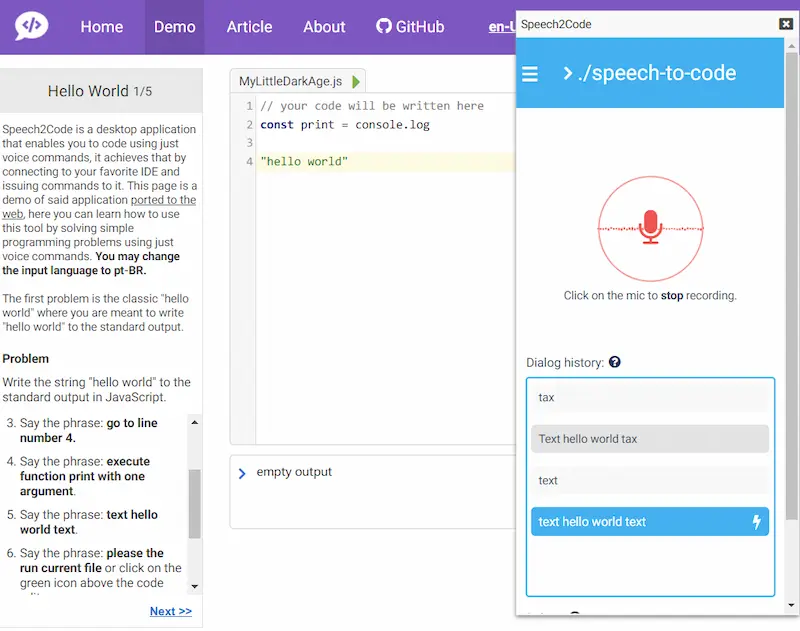 Home Demo Article About GitHub
Speech2Code
./speech-to-code
Hello World 1/5
Speech2Code is a desktop application
that enables you to code using just
voice commands, it achieves that by
connecting to your favorite IDE and
issuing commands to it. This page is a
demo of said application ported to the
web, here you can learn how to use
this tool by solving simple
programming problems using just
voice commands. You may change
the input language to pt-BR.
The first problem is the classic "hello
world" where you are meant to write
"hello world" to the standard output.
Problem
Write the string "hello world" to the
standard output in JavaScript.
3. Say the phrase: go to line
number 4.
4. Say the phrase: execute
function print with one
argument.
5. Say the phrase: text hello
world text.
6. Say the phrase: please the
run current file or click on the
green icon above the code
Next >>
MyLittleDarkAge.js
1 // your code will be written here
2 const print = console.log
3
4 "hello world"
empty output
Click on the mic to stop recording.
Dialog history:
tax
Text hello world tax
text
text hello world text